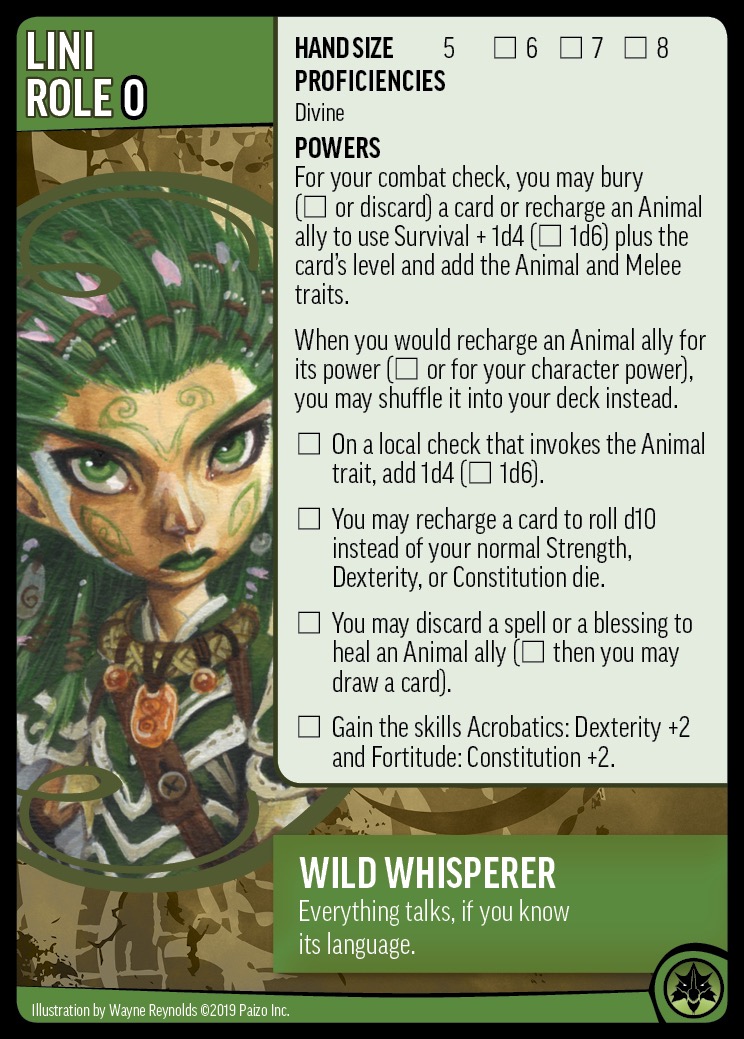 LINI
ROLE 0
HAND SIZE 5 ☐ 6 ☐ 7 ☐ 8
PROFICIENCIES
Divine
POWERS
For your combat check, you may bury
(☐ or discard) a card or recharge an Animal
ally to use Survival + 1d4 (☐ 1d6) plus the
card's level and add the Animal and Melee
traits.
When you would recharge an Animal ally for
its power (☐ or for your character power),
you may shuffle it into your deck instead.
☐ On a local check that invokes the Animal
trait, add 1d4 (☐ 1d6).
☐ You may recharge a card to roll d10
instead of your normal Strength,
Dexterity, or Constitution die.
☐ You may discard a spell or a blessing to
heal an Animal ally (☐ then you may
draw a card).
☐ Gain the skills Acrobatics: Dexterity +2
and Fortitude: Constitution +2.
WILD WHISPERER
Everything talks, if you know
its language.
Illustration by Wayne Reynolds ©2019 Paizo Inc.